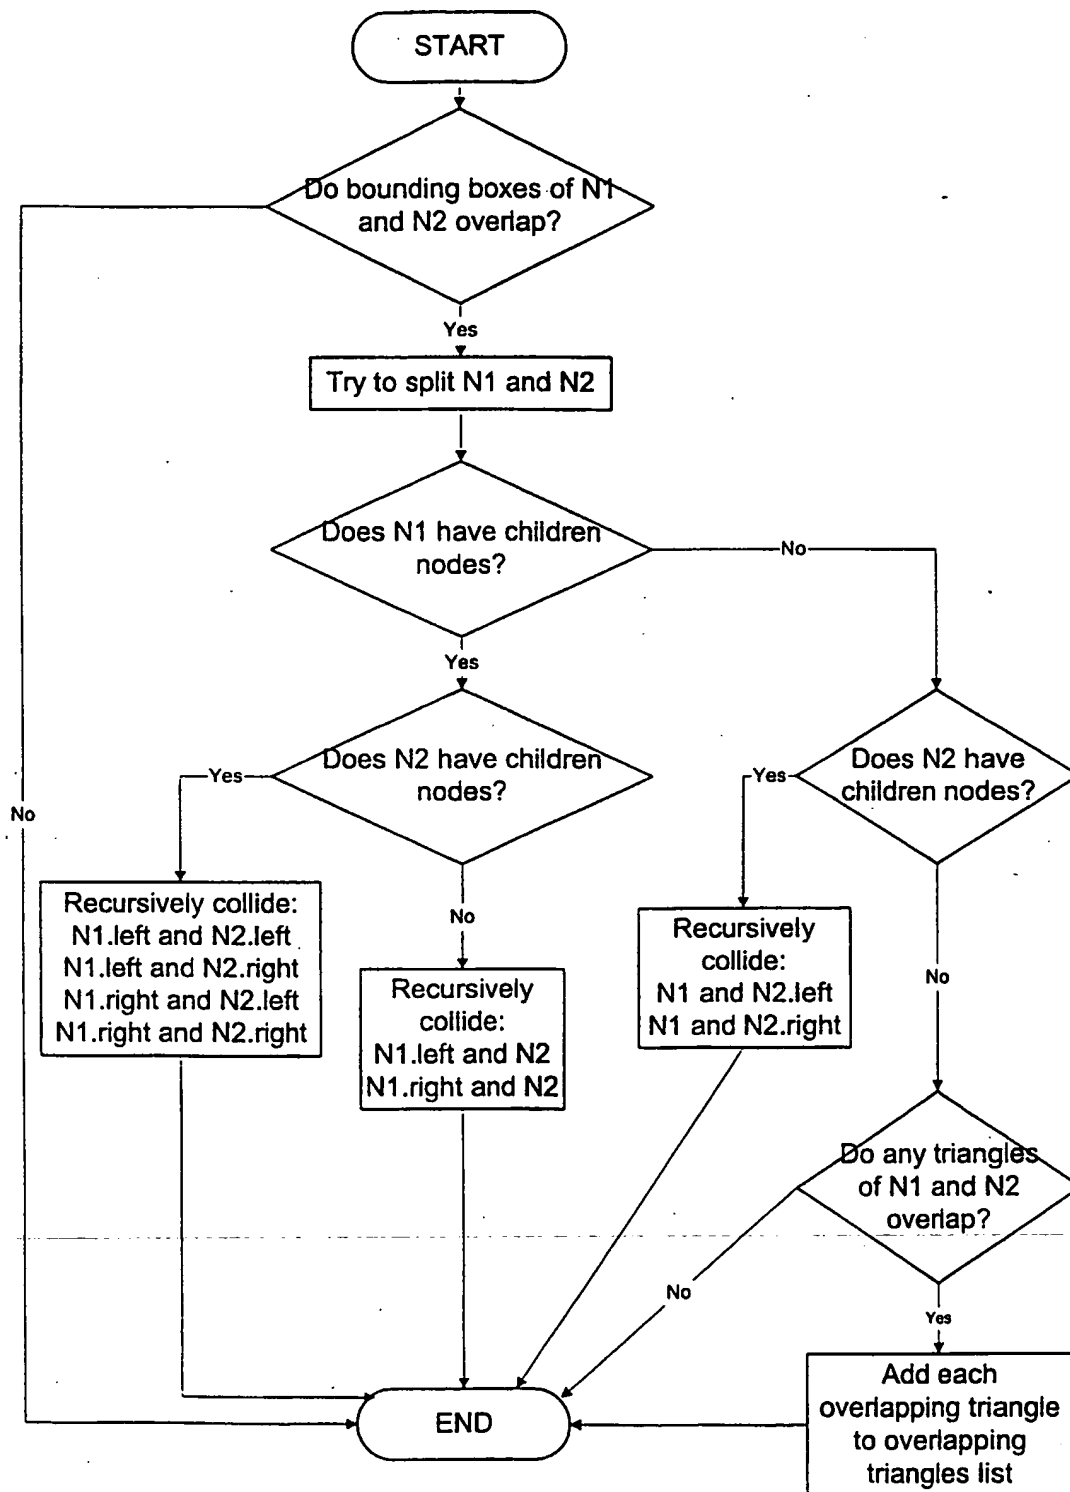 START
Do bounding boxes of N1
and N2 overlap?
Yes
Try to split N1 and N2
Does N1 have children
nodes?
No
Yes
Does N2 have children
nodes?
Yes
Does N2 have
children nodes?
Yes
No
Recursively collide:
N1.left and N2.left
N1.left and N2.right
N1.right and N2.left
N1.right and N2.right
No
Recursively
collide:
N1.left and N2
N1.right and N2
Recursively
collide:
N1 and N2.left
N1 and N2.right
No
Do any triangles
of N1 and N2
overlap?
No
Yes
END
Add each
overlapping triangle
to overlapping
triangles list